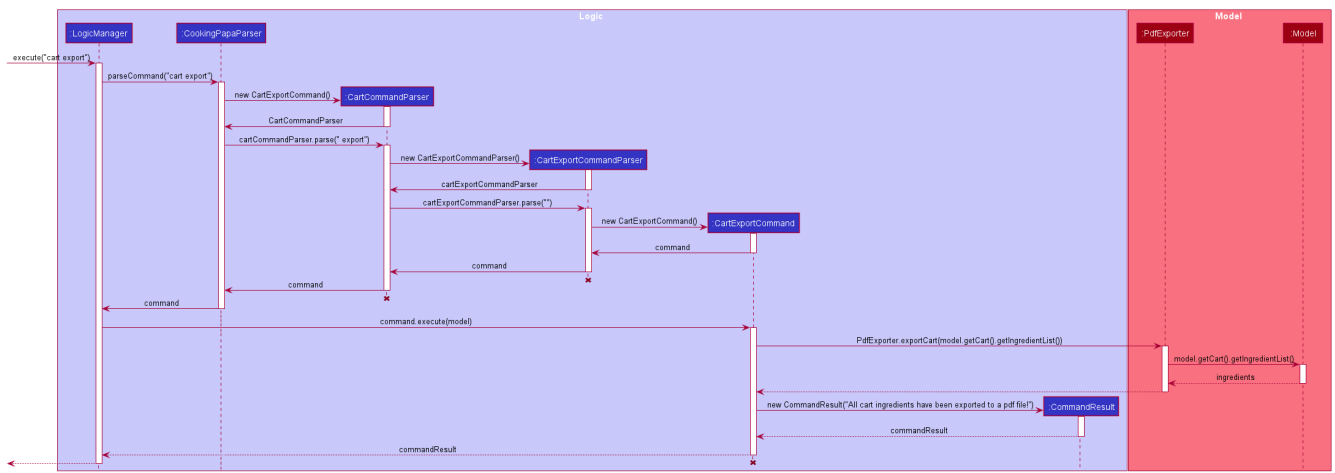 Logic
Model
:LogicManager
:CookingPapaParser
:PdfExporter
:Model
execute("cart export")
parseCommand("cart export")
new CartExportCommand()
:CartCommandParser
CartCommandParser
cartCommandParser.parse(" export")
new CartExportCommandParser()
:CartExportCommandParser
cartExportCommandParser
cartExportCommandParser.parse("")
new CartExportCommand()
:CartExportCommand
command
command
command
command
command.execute(model)
PdfExporter.exportCart(model.getCart().getIngredientList())
model.getCart().getIngredientList()
ingredients
new CommandResult("All cart ingredients have been exported to a pdf file!")
:CommandResult
commandResult
commandResult